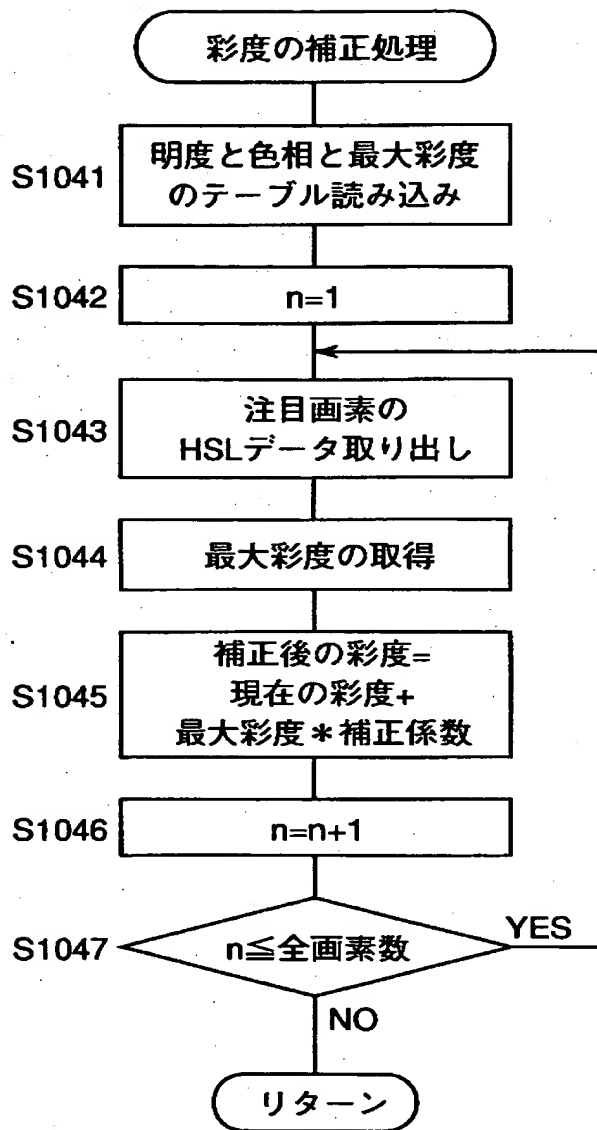 彩度の補正処理
S1041
明度と色相と最大彩度
のテーブル読み込み
S1042
n=1
S1043
注目画素の
HSLデータ取り出し
S1044
最大彩度の取得
S1045
補正後の彩度=
現在の彩度+
最大彩度*補正係数
S1046
n=n+1
S1047
n≦全画素数
YES
NO
リターン